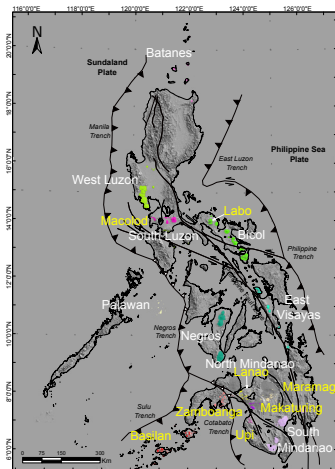 116°0'0"E 118°0'0"E 120°0'0"E 122°0'0"E 124°0'0"E 126°0'0"E
N
Batanes
20°0'0"N
Sundaland
Plate
18°0'0"N
Manila
Trench
East Luzon
Trench
Philippine Sea
Plate
16°0'0"N
West Luzon
14°0'0"N
Macolod
Labo
South Luzon
Bicol
Philippine
Trench
12°0'0"N
East
Visayas
Palawan
10°0'0"N
Negros
Trench
Negros
North Mindanao
Lanao
8°0'0"N
Maramag
Sulu
Trench
Zamboanga
Makatuning
Cotabato
Trench
Basilan
Upi
South
Mindanao
6°0'0"N
0 75 150 300
Km